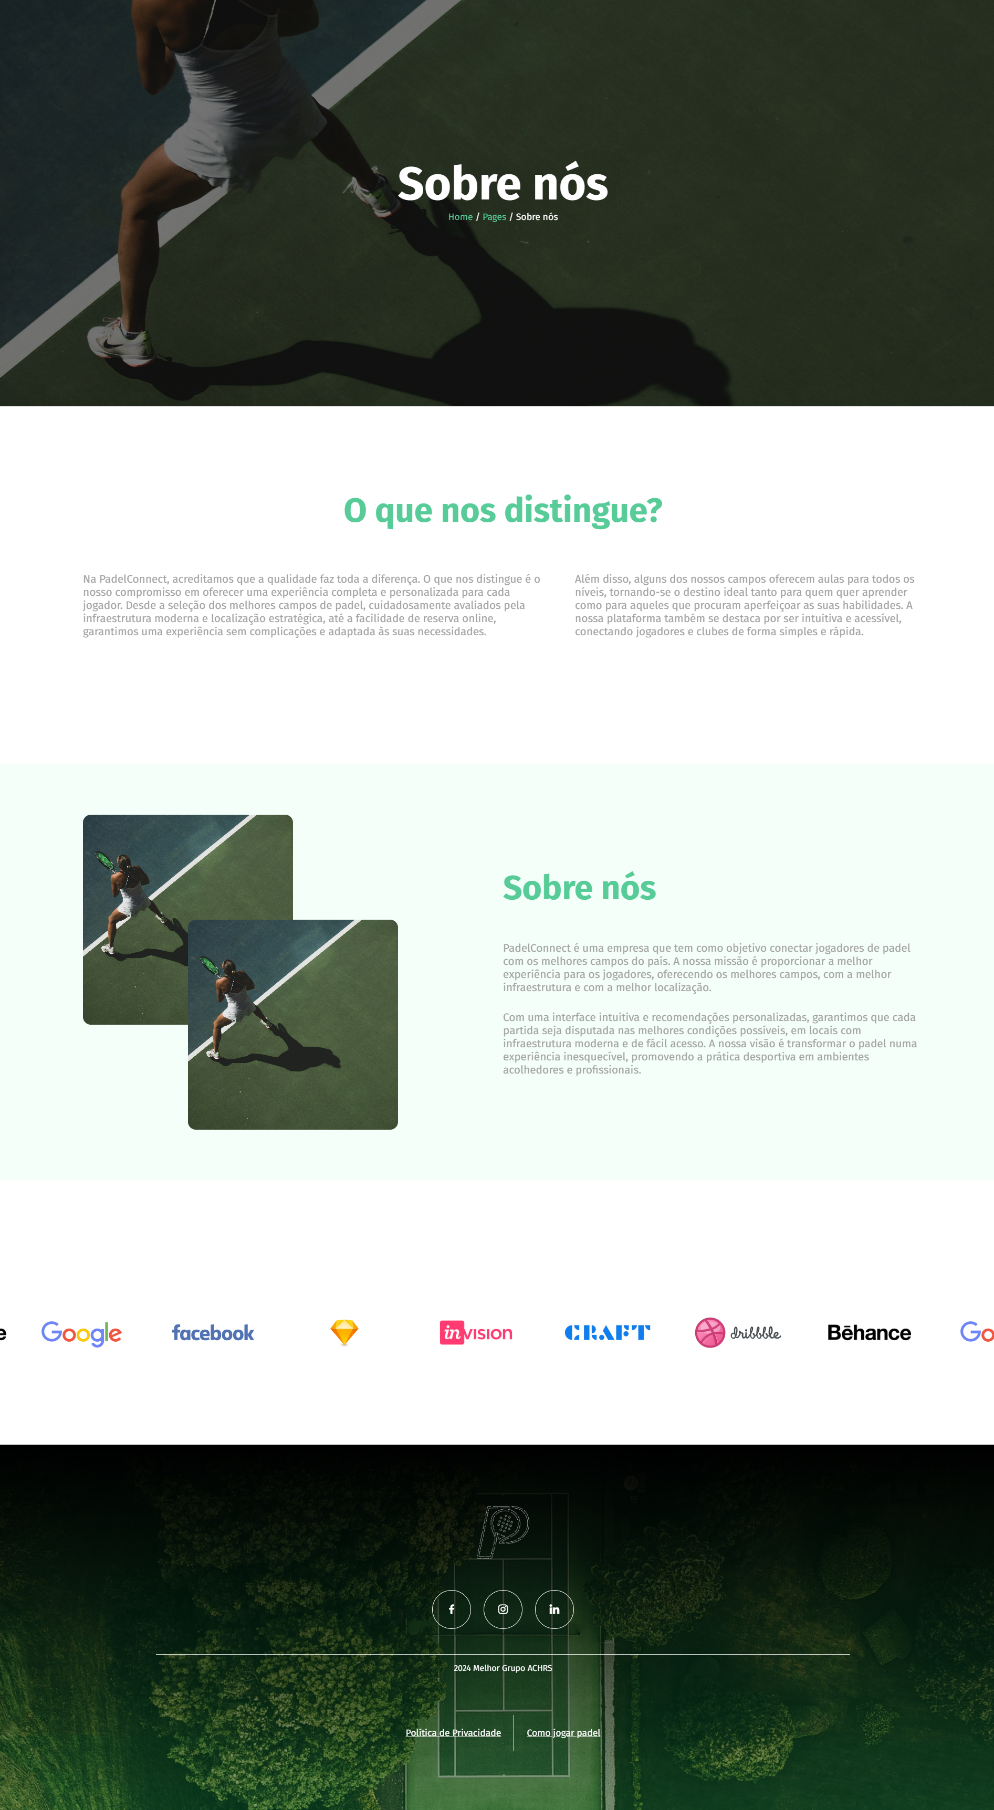 Sobre nós
Home / Pages / Sobre nós
O que nos distingue?
Na PadelConnect, acreditamos que a qualidade faz toda a diferença. O que nos distingue é o
nosso compromisso em oferecer uma experiência completa e personalizada para cada
jogador. Desde a seleção dos melhores campos de padel, cuidadosamente avaliados pela
infraestrutura moderna e localização estratégica, até a facilidade de reserva online,
garantimos uma experiência sem complicações e adaptada às suas necessidades.
Além disso, alguns dos nossos campos oferecem aulas para todos os
níveis, tornando-se o destino ideal tanto para quem quer aprender
como para aqueles que procuram aperfeiçoar as suas habilidades. A
nossa plataforma também se destaca por ser intuitiva e acessível,
conectando jogadores e clubes de forma simples e rápida.
Sobre nós
PadelConnect é uma empresa que tem como objetivo conectar jogadores de padel
com os melhores campos do país. A nossa missão é proporcionar a melhor
experiência para os jogadores, oferecendo os melhores campos, com a melhor
infraestrutura e com a melhor localização.
Com uma interface intuitiva e recomendações personalizadas, garantimos que cada
partida seja disputada nas melhores condições possíveis, em locais com
infraestrutura moderna e de fácil acesso. A nossa visão é transformar o padel numa
experiência inesquecível, promovendo a prática desportiva em ambientes
acolhedores e profissionais.
e Google facebook inVISION CRAFT dribbble Bēhance Go
P
2024 Melhor Grupo ACHRS
Política de Privacidade Como jogar padel